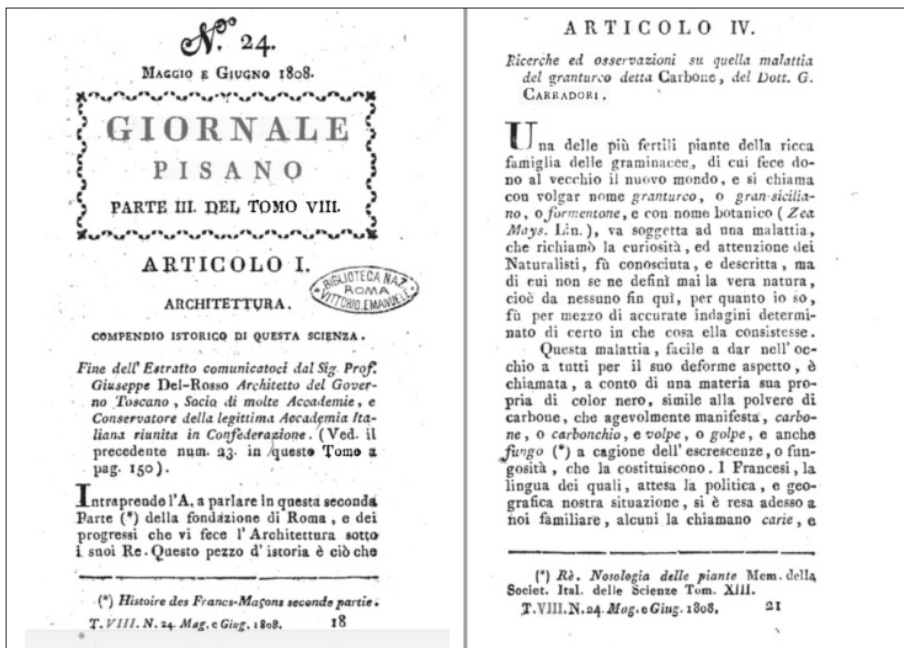 N.º 24.
MAGGIO E GIUGNO 1808.
GIORNALE
PISANO
PARTE III. DEL TOMO VIII.
ARTICOLO I.
BIBLIOTECA NAZ
ROMA
VITTORIO EMANUELE
ARCHITETTURA.
COMPENDIO ISTORICO DI QUESTA SCIENZA.
Fine dell' Estratto comunicatoci dal Sig. Prof.
Giuseppe Del-Rosso Architetto del Gover-
no Toscano, Socio di molte Accademie, e
Conservatore della legittima Accademia Ita-
liana riunita in Confederazione. (Ved. il
precedente num. 23. in questo Tomo a
pag. 150).
Intraprende l'A. a parlare in questa seconda
Parte (*) della fondazione di Roma, e dei
progressi che vi fece l'Architettura sotto
i suoi Re. Questo pezzo d'istoria è ciò che
(*) Histoire des Francs-Maçons seconde partie.
T. VIII. N. 24. Mag. e Giug. 1808. 18
ARTICOLO IV.
Ricerche ed osservazioni su quella malattia
del granturco detta Carbone, del Dott. G.
CARRADORI.
Una delle più fertili piante della ricca
famiglia delle graminacee, di cui fece do-
no al vecchio il nuovo mondo, e si chiama
con volgar nome granturco, o gran-sicilia-
no, o formentone, e con nome botanico (Zea
Mays. Lin.), va soggetta ad una malattia,
che richiamò la curiosità, ed attenzione dei
Naturalisti, fù conosciuta, e descritta, ma
di cui non se ne definì mai la vera natura,
cioè da nessuno fin quì, per quanto io so,
fù per mezzo di accurate indagini determi-
nato di certo in che cosa ella consistesse.
Questa malattia, facile a dar nell' oc-
chio a tutti per il suo deforme aspetto, è
chiamata, a conto di una materia sua pro-
pria di color nero, simile alla polvere di
carbone, che agevolmente manifesta, carbo-
ne, o carbonchio, e volpe, o golpe, e anche
fungo (*) a cagione dell' escrescenze, o fun-
gosità, che la costituiscono. I Francesi, la
lingua dei quali, attesa la politica, e geo-
grafica nostra situazione, si è resa adesso a
noi familiare, alcuni la chiamano carie, e
(*) Rè. Nosologia delle piante Mem. della
Societ. Ital. delle Scienze Tom. XIII.
T. VIII. N. 24. Mag. e Giug. 1808. 21